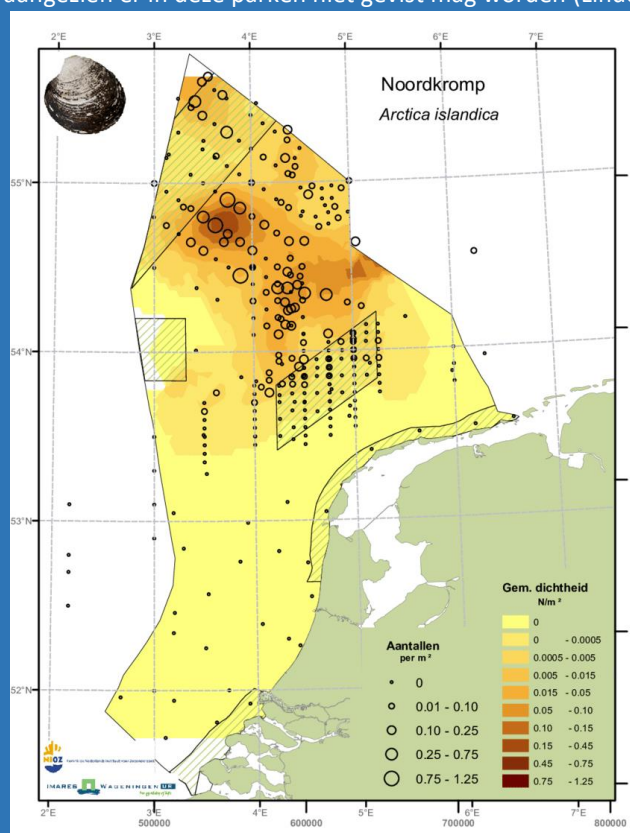 aangezien er in deze parken niet gevist mag worden
2°E 3°E 4°E 5°E 6°E 7°E
Noordkromp
Arctica islandica
55°N
54°N
53°N
52°N
Gem. dichtheid
N/m²
0
0 - 0.0005
0.0005 - 0.005
0.005 - 0.015
0.015 - 0.05
0.05 - 0.10
0.10 - 0.15
0.15 - 0.45
0.45 - 0.75
0.75 - 1.25
Aantallen
per m²
0
0.01 - 0.10
0.10 - 0.25
0.25 - 0.75
0.75 - 1.25
NIOZ
IMARES WAGENINGEN UR
2°E 3°E 4°E 5°E 6°E 7°E 8°E
500000 600000 700000 800000